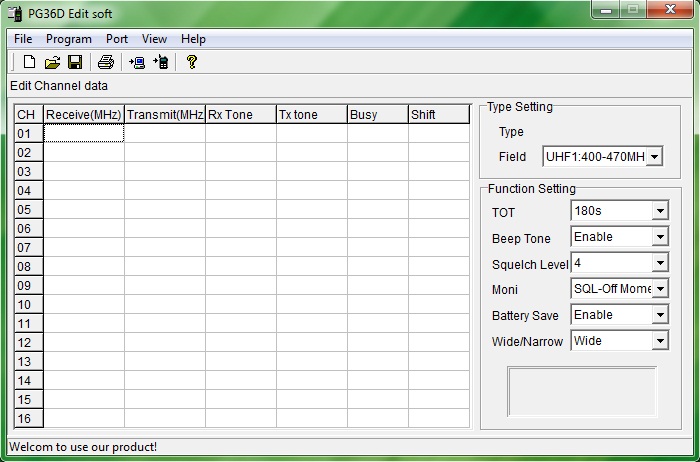 PG36D Edit soft
File Program Port View Help
Edit Channel data
CH Receive(MHz) Transmit(MHz Rx Tone Tx tone Busy Shift
01
02
03
04
05
06
07
08
09
10
11
12
13
14
15
16
Type Setting
Type
Field UHF1:400-470MH
Function Setting
TOT 180s
Beep Tone Enable
Squelch Level 4
Moni SQL-Off Mome
Battery Save Enable
Wide/Narrow Wide
Welcom to use our product!